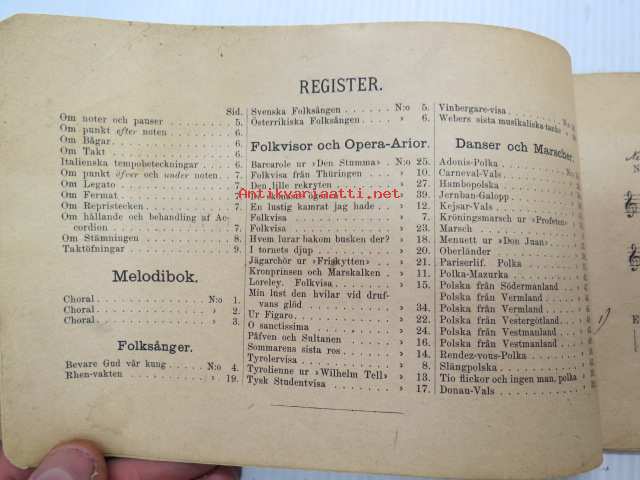 REGISTER.
Sid.
Om noter och pauser 5.
Om punkt efter noten 6.
Om Bågar 6.
Om Takt 6.
Italienska tempobeteckningar 6.
Om punkt öfver och under noten 7.
Om Legato 7.
Om Fermat 7.
Om Repristecken 7.
Om hållande och behandling af Ac-
cordion 7.
Om Stämningen 8.
Taktöfningar 9.
Melodibok.
Choral N:o 1.
Choral » 2.
Choral » 3.
Folksånger.
Bevare Gud vår kung N:o 4.
Rhen-vakten » 19.
Svenska Folksången N:o 5.
Österrikiska Folksången » 6.
Folkvisor och Opera-Arior.
Barcarole ur »Den Stumma» N:o 25.
Folkvisa från Thüringen » 10.
Den lille rekryten » 27.
39.
En lustig kamrat jag hade » 12.
Folkvisa » 7.
Folkvisa » 23.
Hvem lurar bakom busken der? » 18.
I tornets djup » 20.
Jägarchör ur »Friskytten» » 21.
Kronprinsen och Marskalken » 11.
Loreley. Folkvisa » 15.
Min lust den hvilar vid druf-
vans glöd » 34.
Ur Figaro » 22.
O sanctissima » 24.
Påfven och Sultanen » 16.
Sommarens sista ros » 14.
Tyrolervisa » 8.
Tyrolienne ur »Wilhelm Tell» » 13.
Tysk Studentvisa » 17.
Vinbergare-visa
Webers sista musikaliska tanke
Danser och Marscher.
Adonis-Polka
Carneval-Vals
Hambopolska
Jernban-Galopp
Kejsar-Vals
Kröningsmarsch ur »Profeten»
Marsch
Menuett ur »Don Juan»
Oberländer
Pariserlif. Polka
Polka-Mazurka
Polska från Södermanland
Polska från Vermland
Polska från Vermland
Polska från Vestergötland
Polska från Vestmanland
Polska från Vestmanland
Rendez-vous-Polka
Slängpolska
Tio flickor och ingen man, polka
Donau-Vals
Antikvariaatti.net